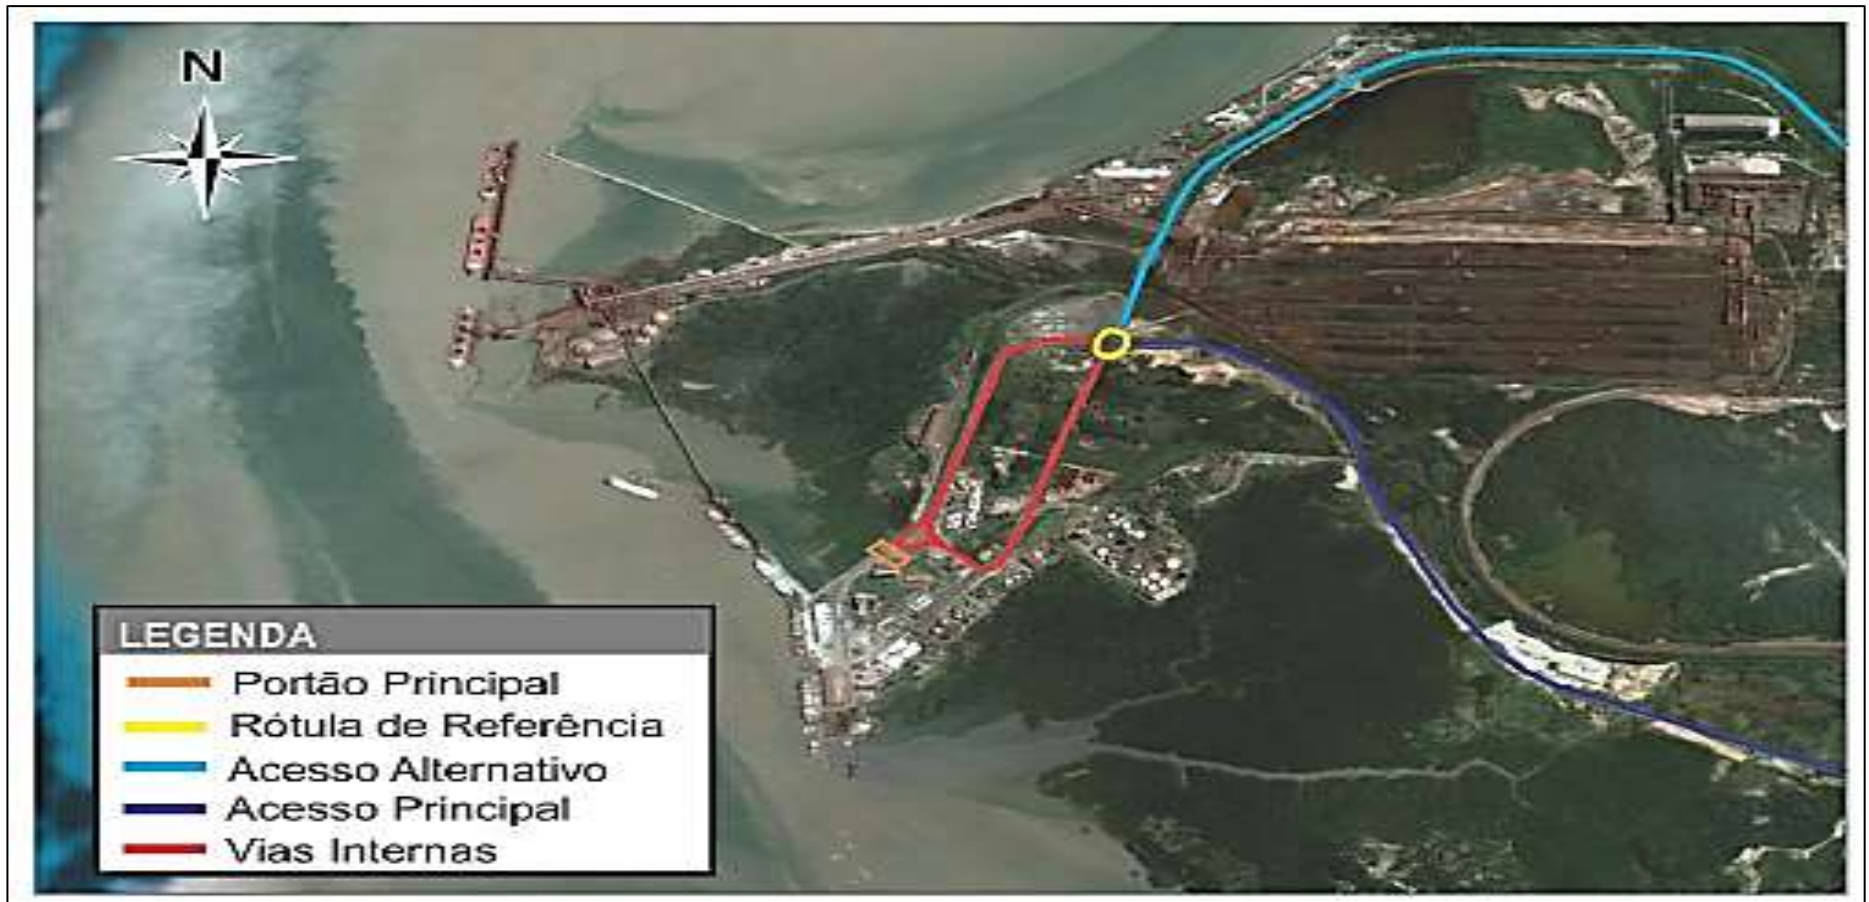 N
LEGENDA
Portão Principal
Rótula de Referência
Acesso Alternativo
Acesso Principal
Vias Internas